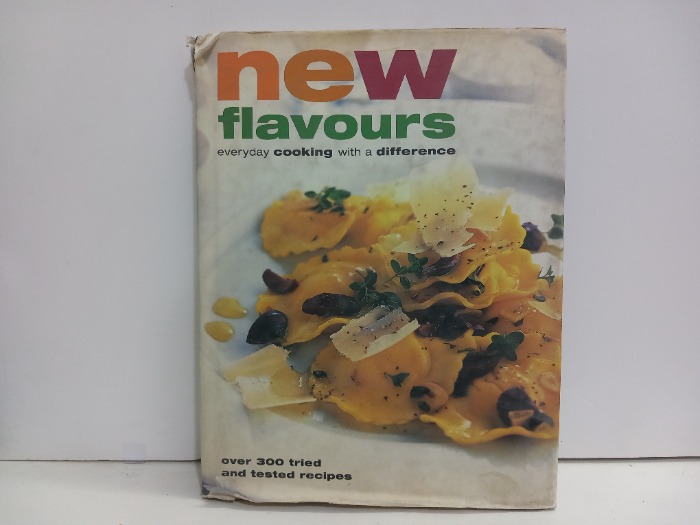 new
flavours
everyday cooking with a difference
over 300 tried
and tested recipes